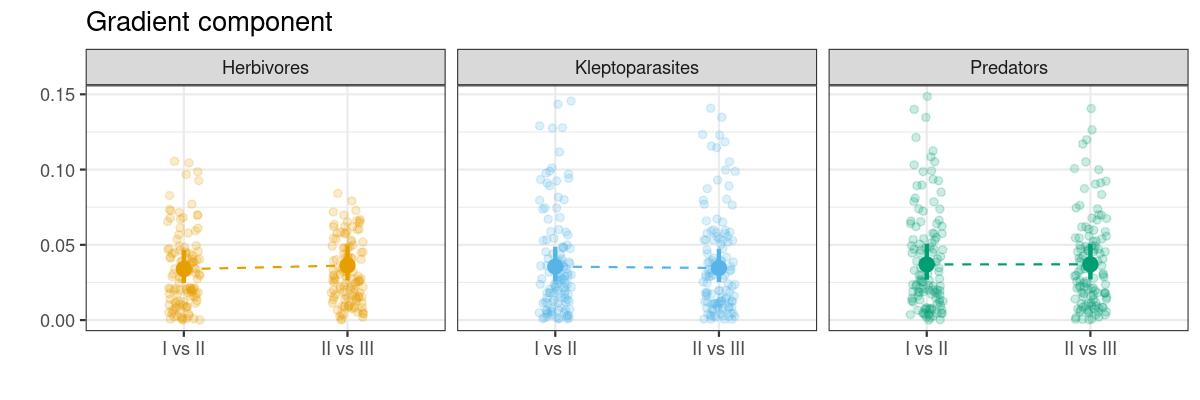 Gradient component
Herbivores
Kleptoparasites
Predators
0.15
0.10
0.05
0.00
I vs II
II vs III
I vs II
II vs III
I vs II
II vs III